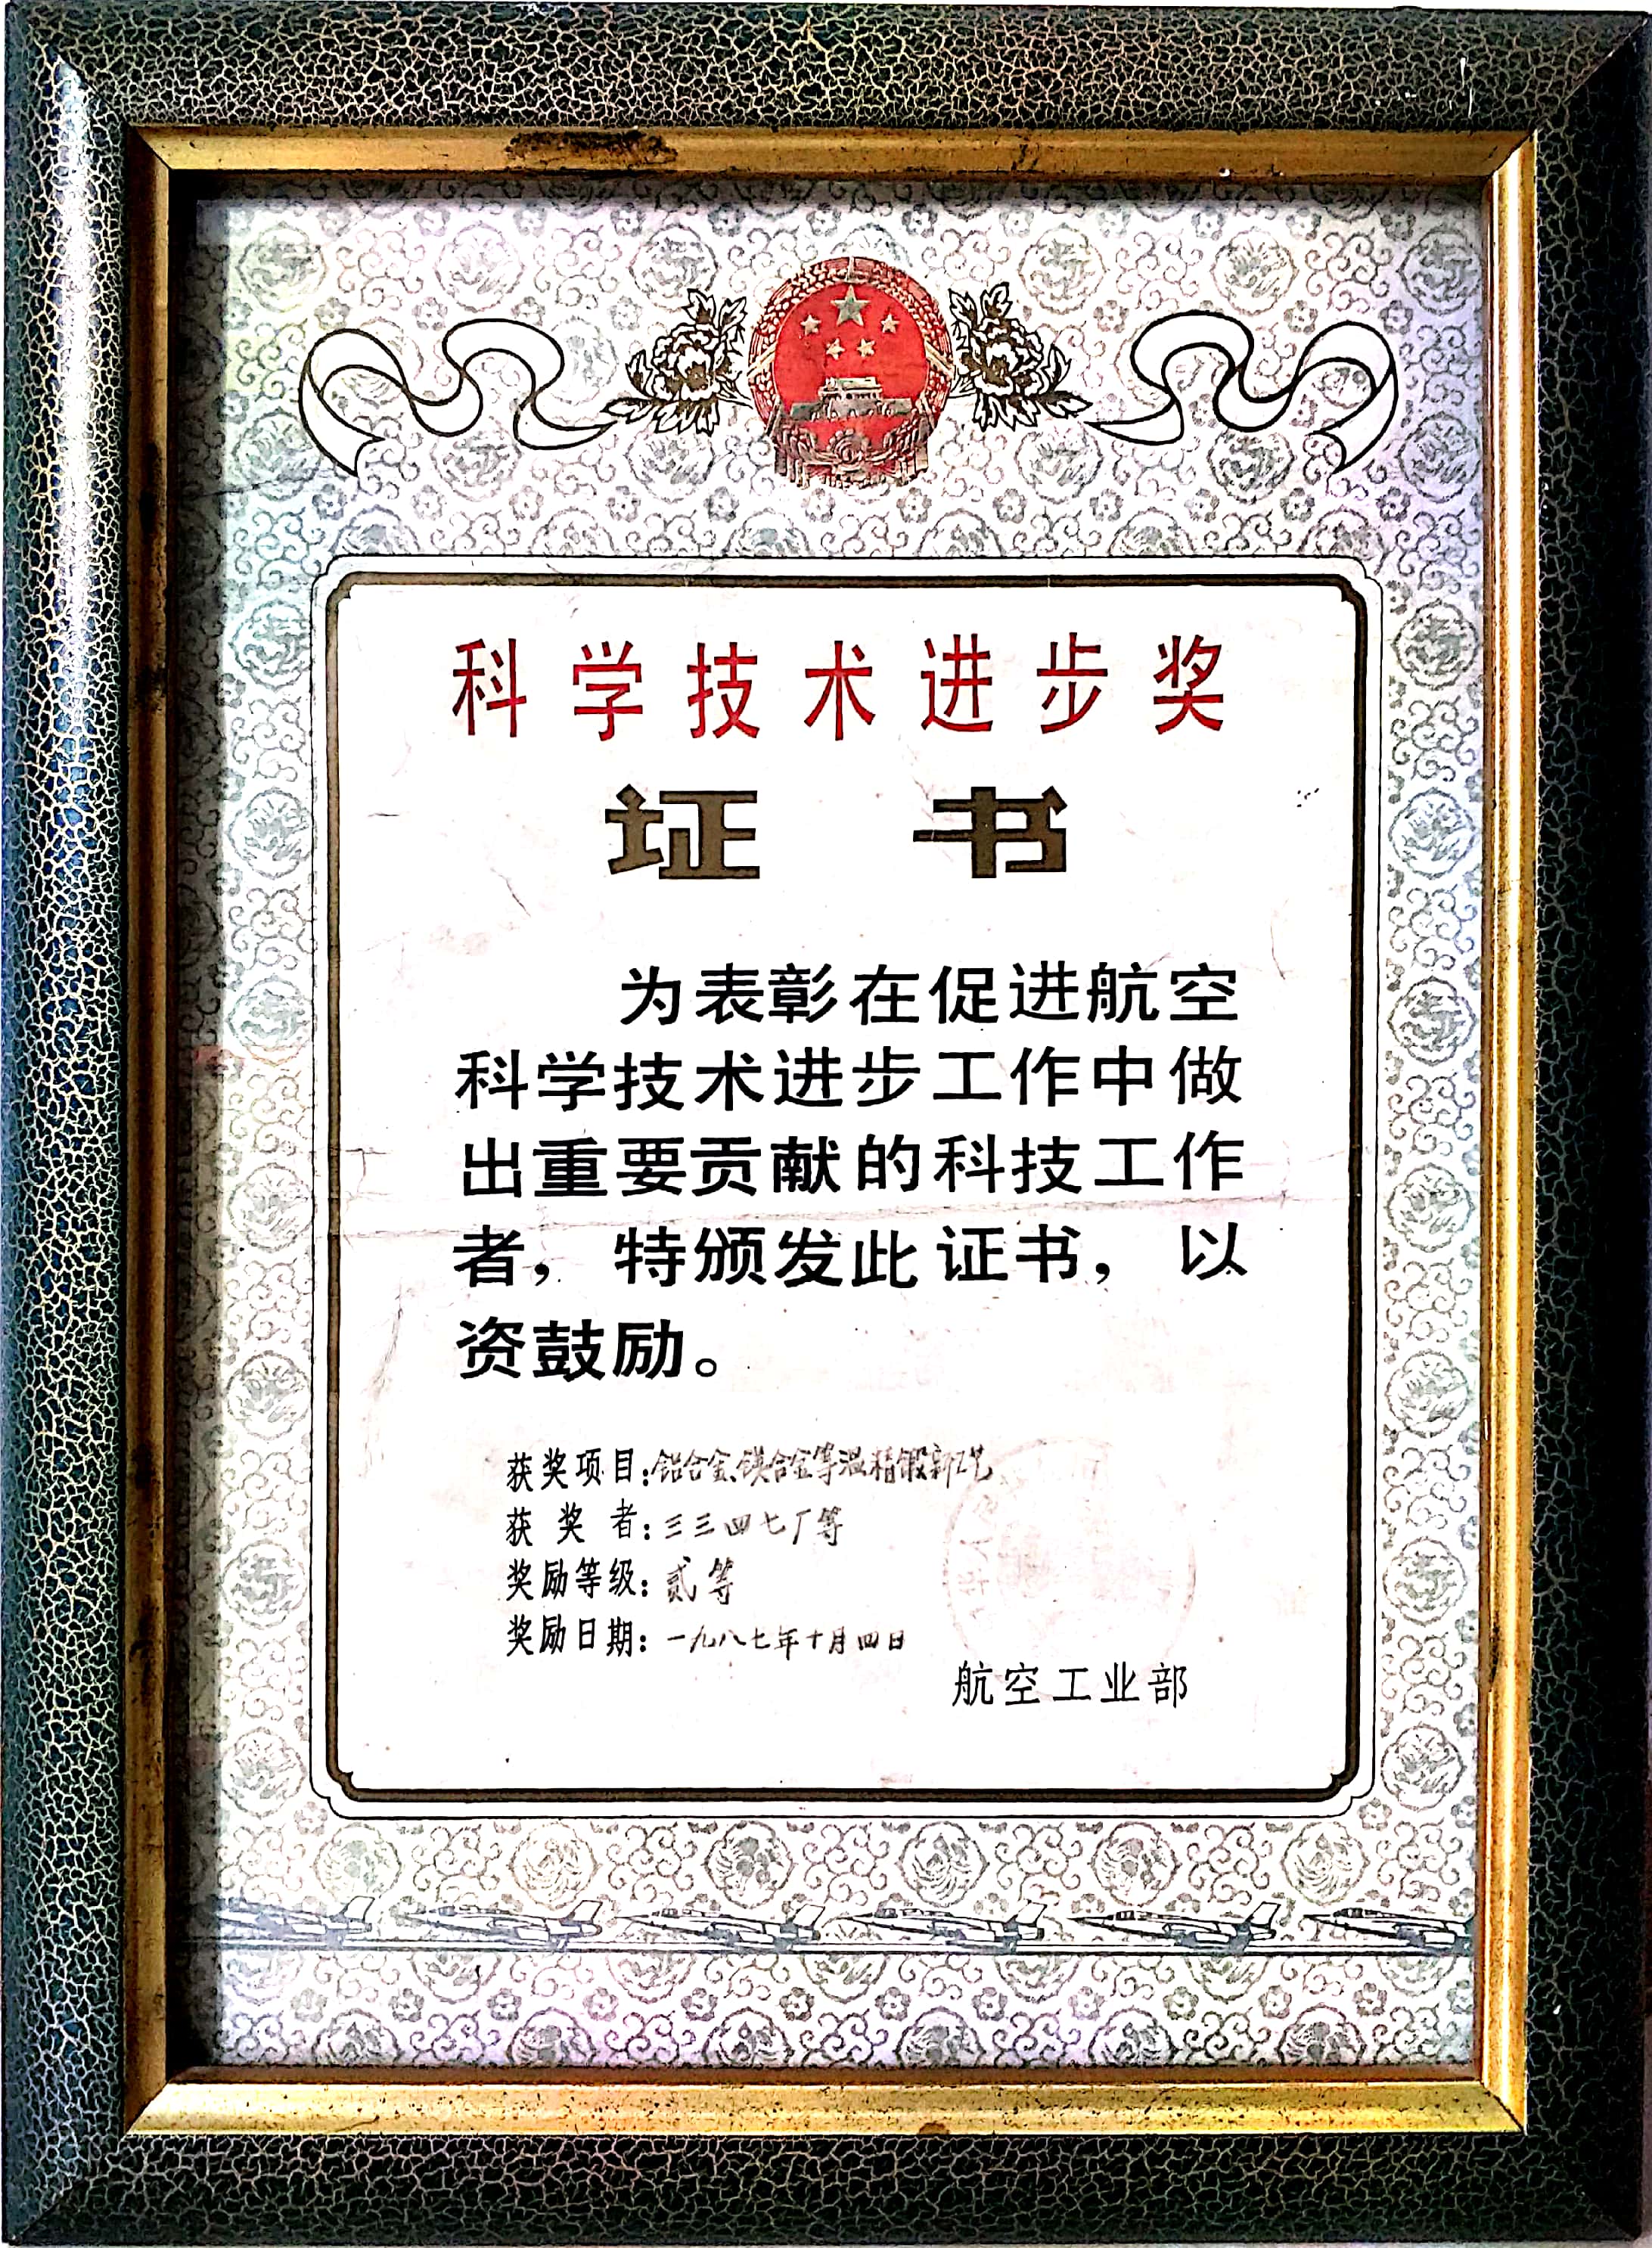 科学技术进步奖
证书
为表彰在促进航空
科学技术进步工作中做
出重要贡献的科技工作
者，特颁发此证书，以
资鼓励。
获奖项目：铝合金、镁合金等温精锻新工艺
获奖者：三三四七厂等
奖励等级：贰等
奖励日期：一九八七年十月四日
航空工业部